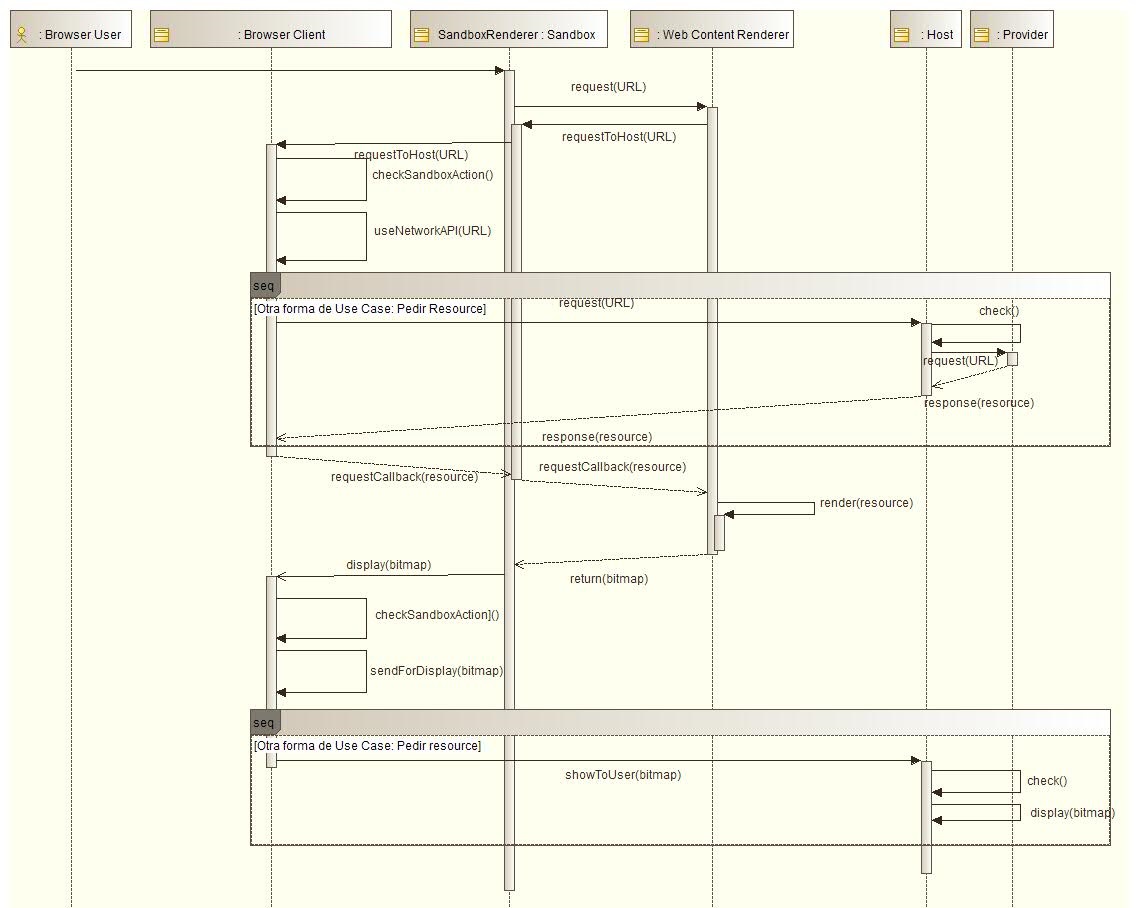 : Browser User
: Browser Client
SandboxRenderer : Sandbox
: Web Content Renderer
: Host
: Provider
request(URL)
requestToHost(URL)
requestToHost(URL)
checkSandboxAction()
useNetworkAPI(URL)
seq
request(URL)
[Otra forma de Use Case: Pedir Resource]
check()
request(URL)
response(resoruce)
response(resource)
requestCallback(resource)
requestCallback(resource)
render(resource)
display(bitmap)
return(bitmap)
checkSandboxAction]()
sendForDisplay(bitmap)
seq
[Otra forma de Use Case: Pedir resource]
showToUser(bitmap)
check()
display(bitmap)